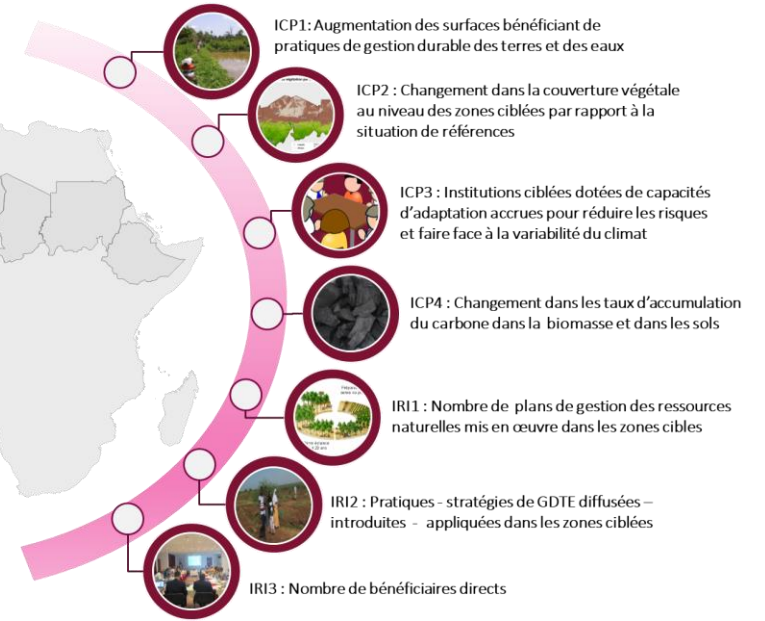 ICP1: Augmentation des surfaces bénéficiant de
pratiques de gestion durable des terres et des eaux
ICP2 : Changement dans la couverture végétale
au niveau des zones ciblées par rapport à la
situation de références
ICP3 : Institutions ciblées dotées de capacités
d’adaptation accrues pour réduire les risques
et faire face à la variabilité du climat
ICP4 : Changement dans les taux d’accumulation
du carbone dans la biomasse et dans les sols
IRI1 : Nombre de plans de gestion des ressources
naturelles mis en œuvre dans les zones cibles
IRI2 : Pratiques - stratégies de GDTE diffusées –
introduites - appliquées dans les zones ciblées
IRI3 : Nombre de bénéficiaires directs